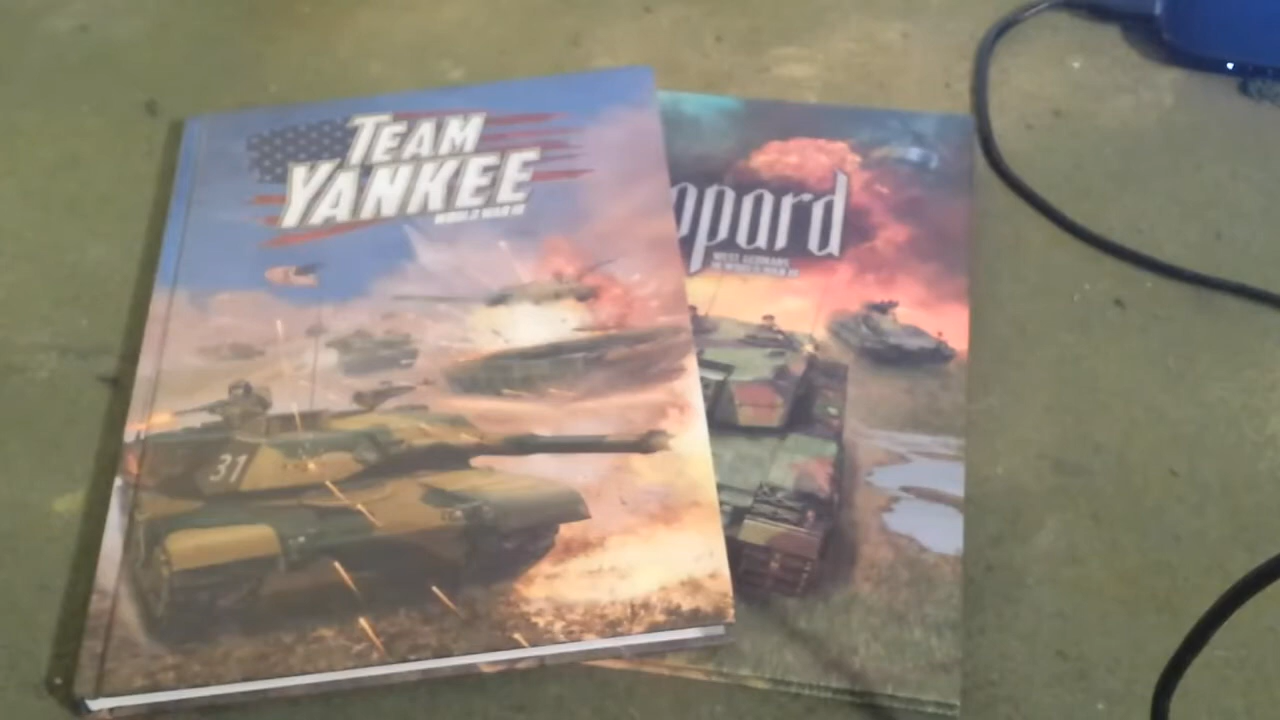 TEAM
YANKEE
WORLD WAR III
31
opard
WEST GERMANS
IN WORLD WAR III